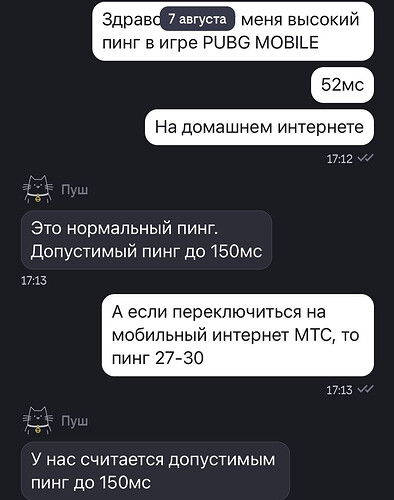 7 августа
меня высокий
пинг в игре PUBG MOBILE
52мс
На домашнем интернете
17:12
Пуш
Это нормальный пинг.
Допустимый пинг до 150мс
17:13
А если переключиться на
мобильный интернет МТС, то
пинг 27-30
17:13
Пуш
У нас считается допустимым
пинг до 150мс